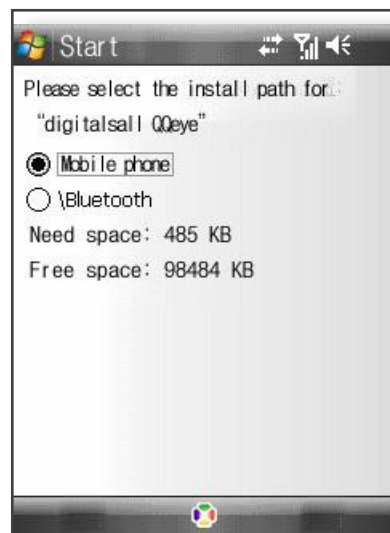 Start
Please select the install path for:
"digitalsall QQeye"
Mobile phone
\Bluetooth
Need space: 485 KB
Free space: 98484 KB